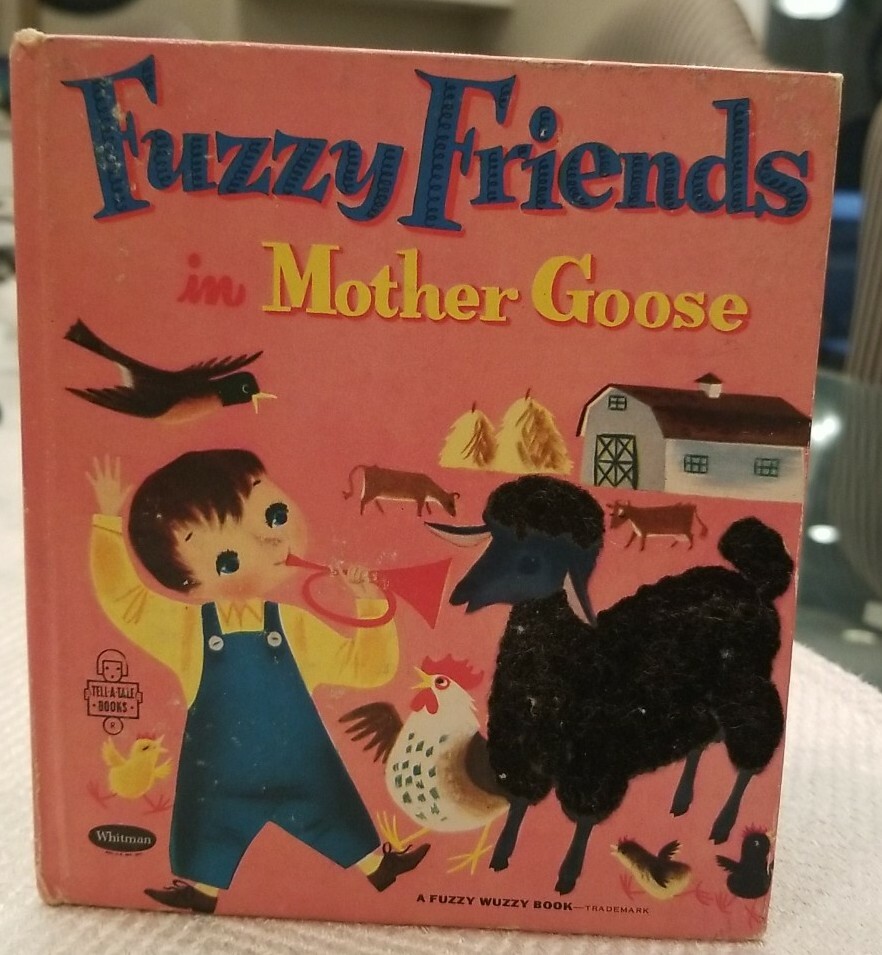 Fuzzy Friends
in Mother Goose
TELL-A-TALE
BOOKS
R
Whitman
A FUZZY WUZZY BOOK—TRADEMARK